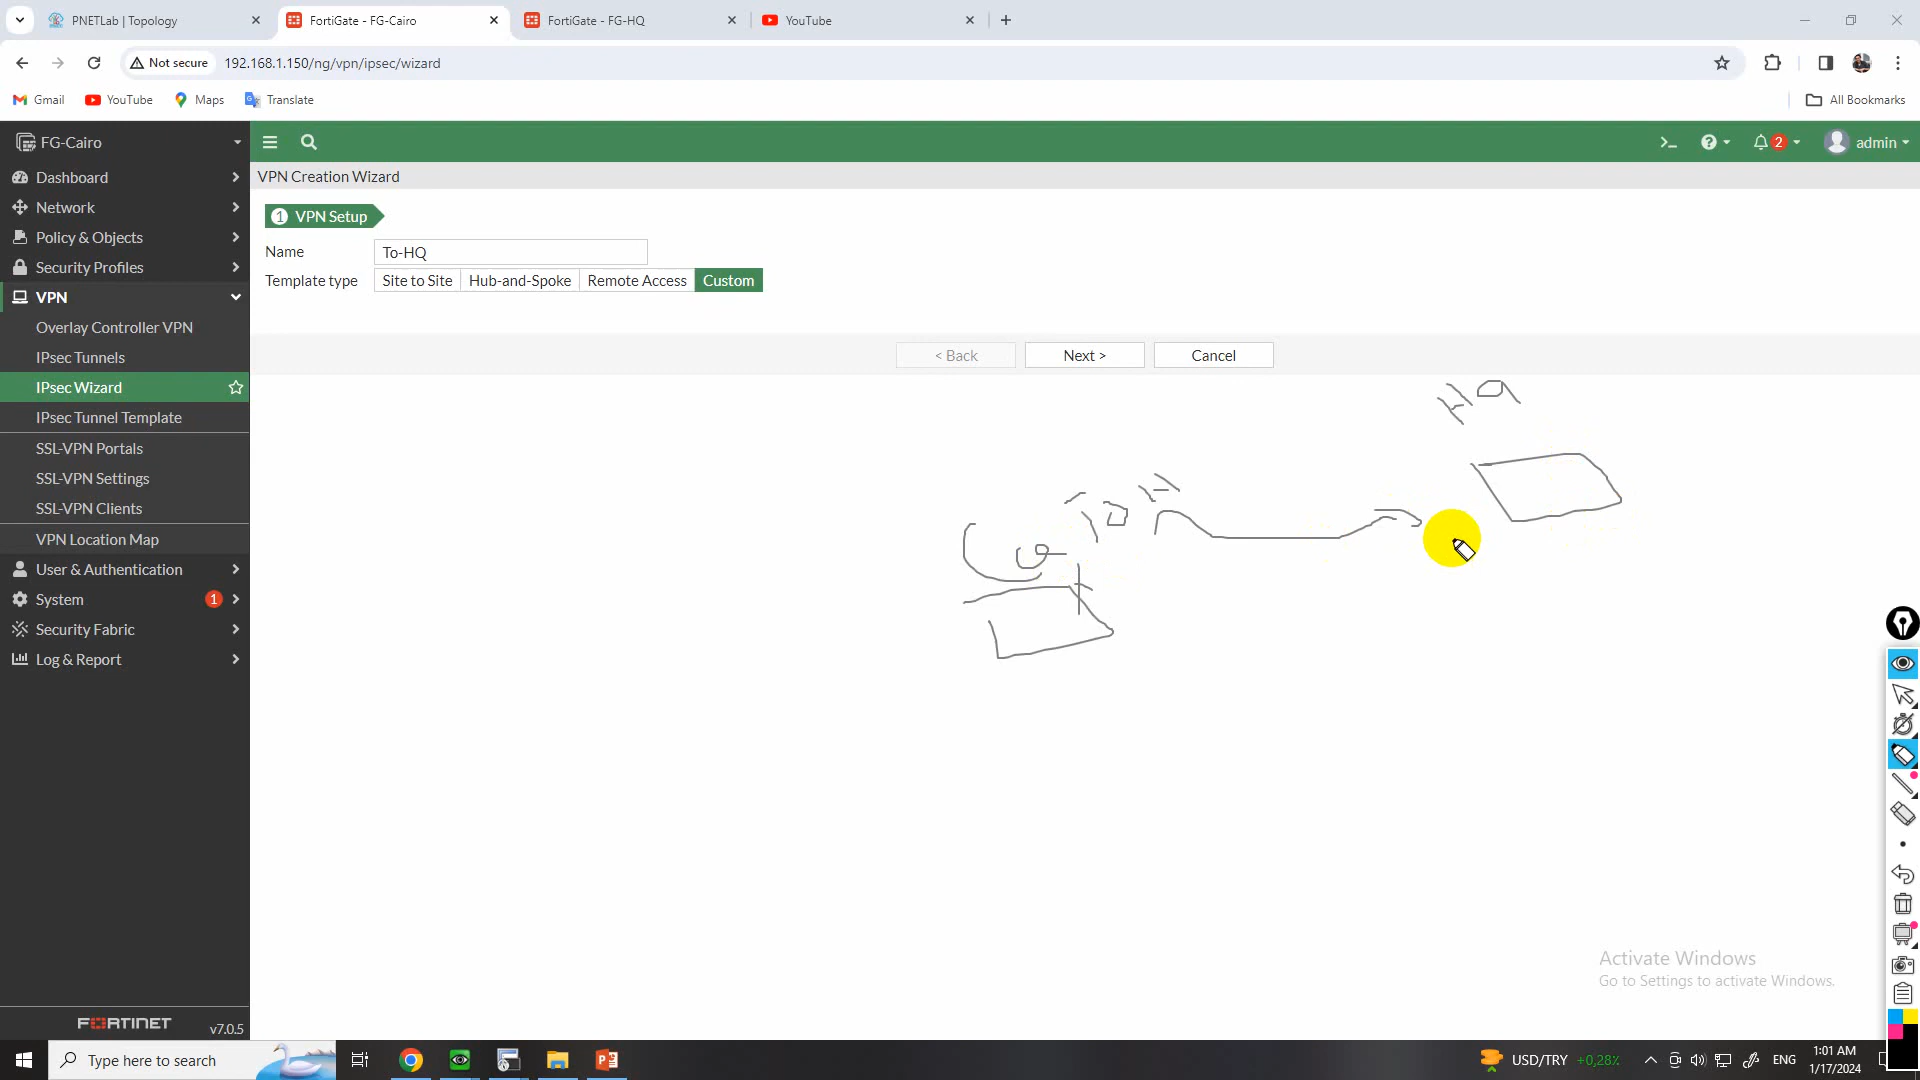 PNETLab | Topology
FortiGate - FG-Cairo
FortiGate - FG-HQ
YouTube
Not secure
192.168.1.150/ng/vpn/ipsec/wizard
Gmail
YouTube
Maps
Translate
All Bookmarks
FG-Cairo
2
admin
Dashboard
VPN Creation Wizard
Network
1 VPN Setup
Policy & Objects
Name
To-HQ
Security Profiles
Template type
Site to Site
Hub-and-Spoke
Remote Access
Custom
VPN
Overlay Controller VPN
IPsec Tunnels
< Back
Next >
Cancel
IPsec Wizard
HQ
IPsec Tunnel Template
SSL-VPN Portals
SSL-VPN Settings
To H
SSL-VPN Clients
VPN Location Map
User & Authentication
System
1
Security Fabric
Log & Report
Activate Windows
Go to Settings to activate Windows.
FORTINET
v7.0.5
Type here to search
USD/TRY +0,28%
ENG
1:01 AM
1/17/2024